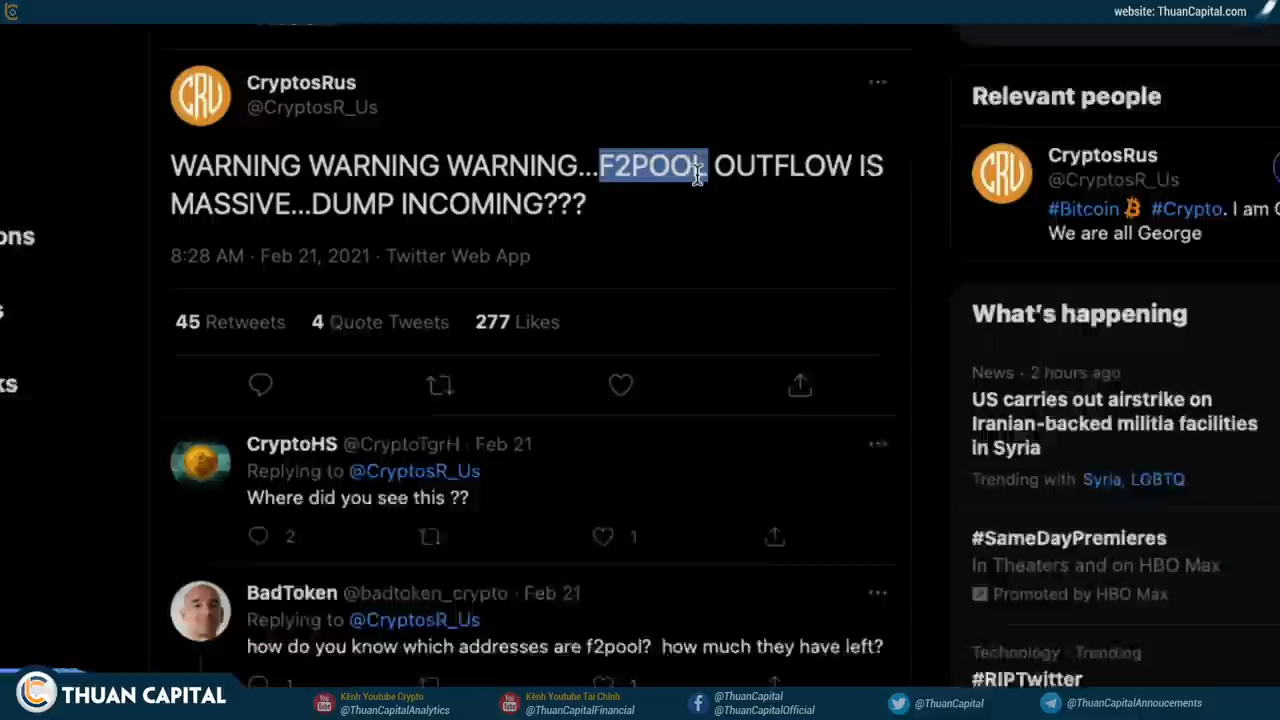 website: ThuanCapital.com
CryptosRus
@CryptosR_Us
WARNING WARNING WARNING...F2POOL OUTFLOW IS
MASSIVE...DUMP INCOMING???
8:28 AM · Feb 21, 2021 · Twitter Web App
45 Retweets 4 Quote Tweets 277 Likes
CryptoHS @CryptoTgrH · Feb 21
Replying to @CryptosR_Us
Where did you see this ??
2 1
BadToken @badtoken_crypto · Feb 21
Replying to @CryptosR_Us
how do you know which addresses are f2pool? how much they have left?
ons
ks
Relevant people
CryptosRus
@CryptosR_Us
#Bitcoin #Crypto. I am
We are all George
What's happening
News · 2 hours ago
US carries out airstrike on
Iranian-backed militia facilities
in Syria
Trending with Syria, LGBTQ
#SameDayPremieres
In Theaters and on HBO Max
Promoted by HBO Max
Technology · Trending
#RIPTwitter
CRU
CRU
THUAN CAPITAL
Kênh Youtube Crypto
@ThuanCapitalAnalytics
Kênh Youtube Tài Chính
@ThuanCapitalFinancial
@ThuanCapital
@ThuanCapitalOfficial
@ThuanCapital
@ThuanCapitalAnnoucements